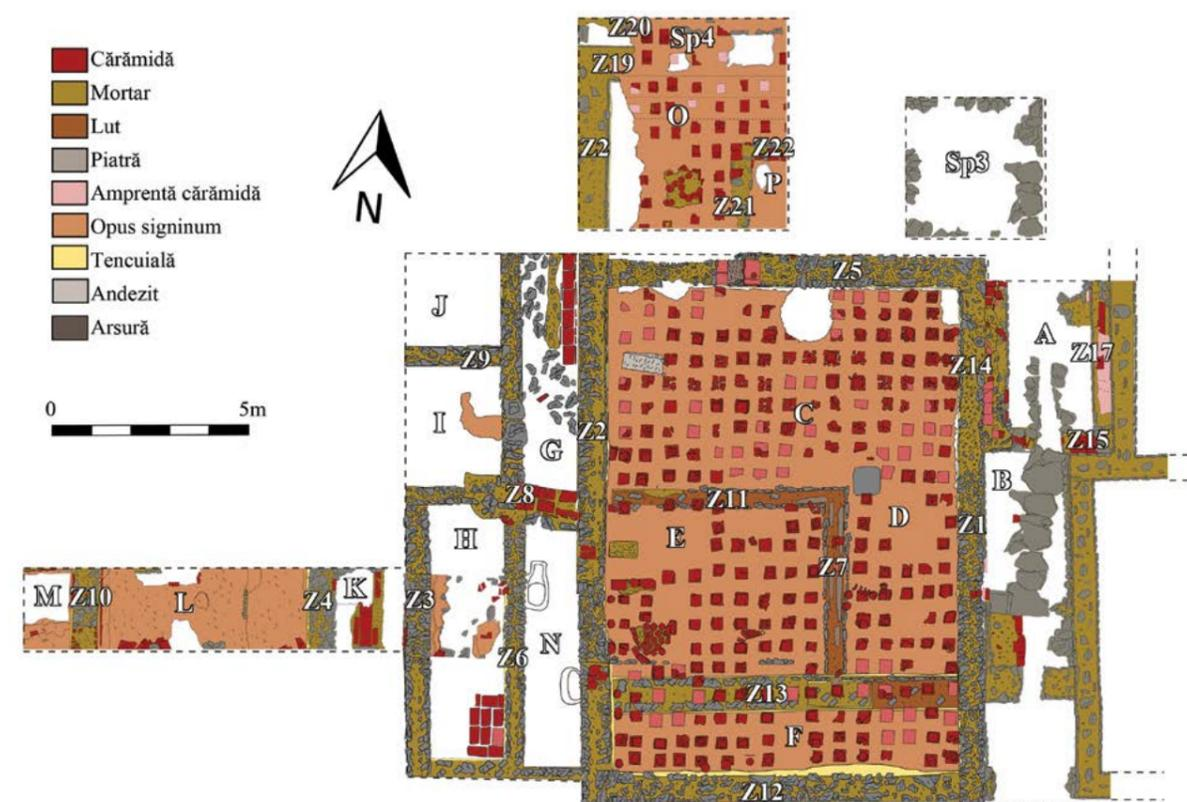 Cărămidă
Mortar
Lut
Piatră
Amprentă cărămidă
Opus signinum
Tencuială
Andezit
Arsură
N
0 5m
Z20
Sp4
Z19
O
Z2
Z22
P
Z21
Sp3
Z5
J
Z9
A
Z17
Z14
I
C
G
Z2
Z15
Z8
Z11
B
D
E
Z1
H
Z7
M
Z10
L
Z4
K
Z3
Z6
N
Z13
F
Z12